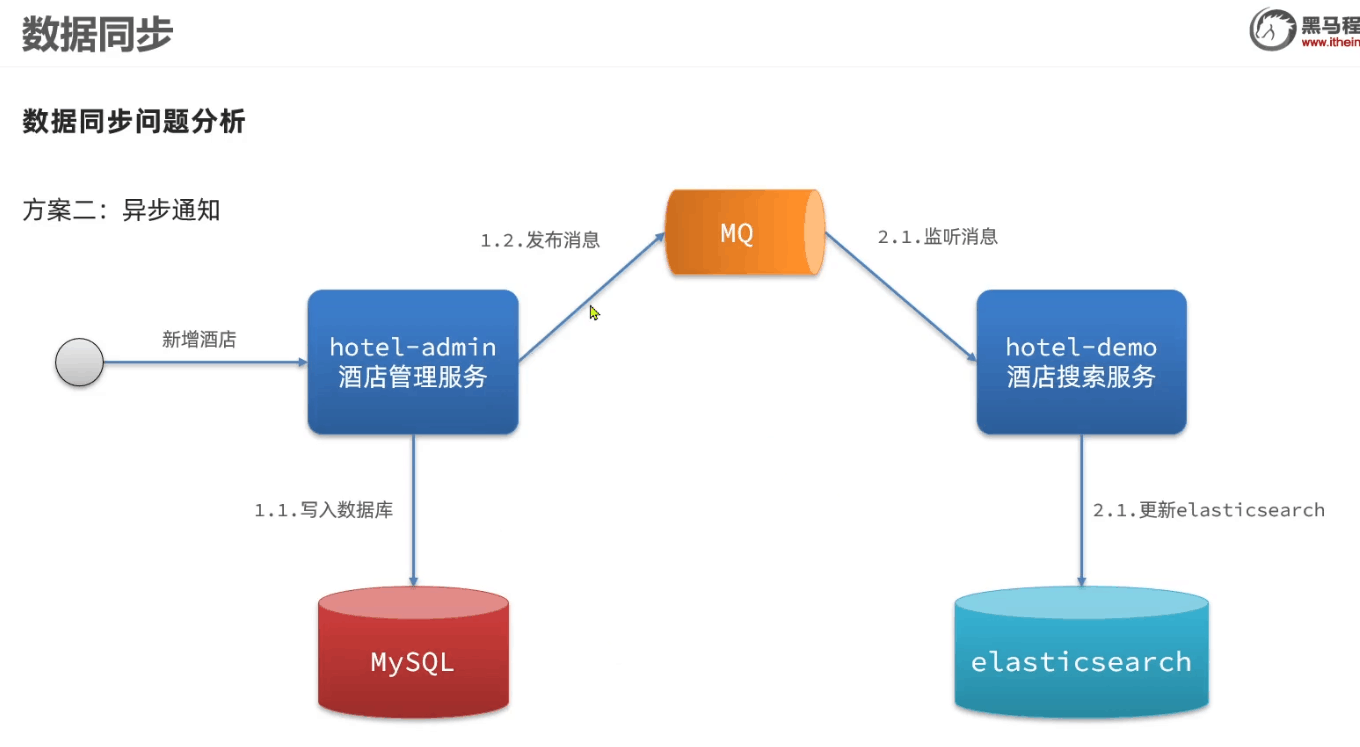 数据同步
黑马程
www.ithein
数据同步问题分析
方案二：异步通知
MQ
1.2.发布消息
2.1.监听消息
新增酒店
hotel-admin
酒店管理服务
hotel-demo
酒店搜索服务
1.1.写入数据库
2.1.更新elasticsearch
MySQL
elasticsearch